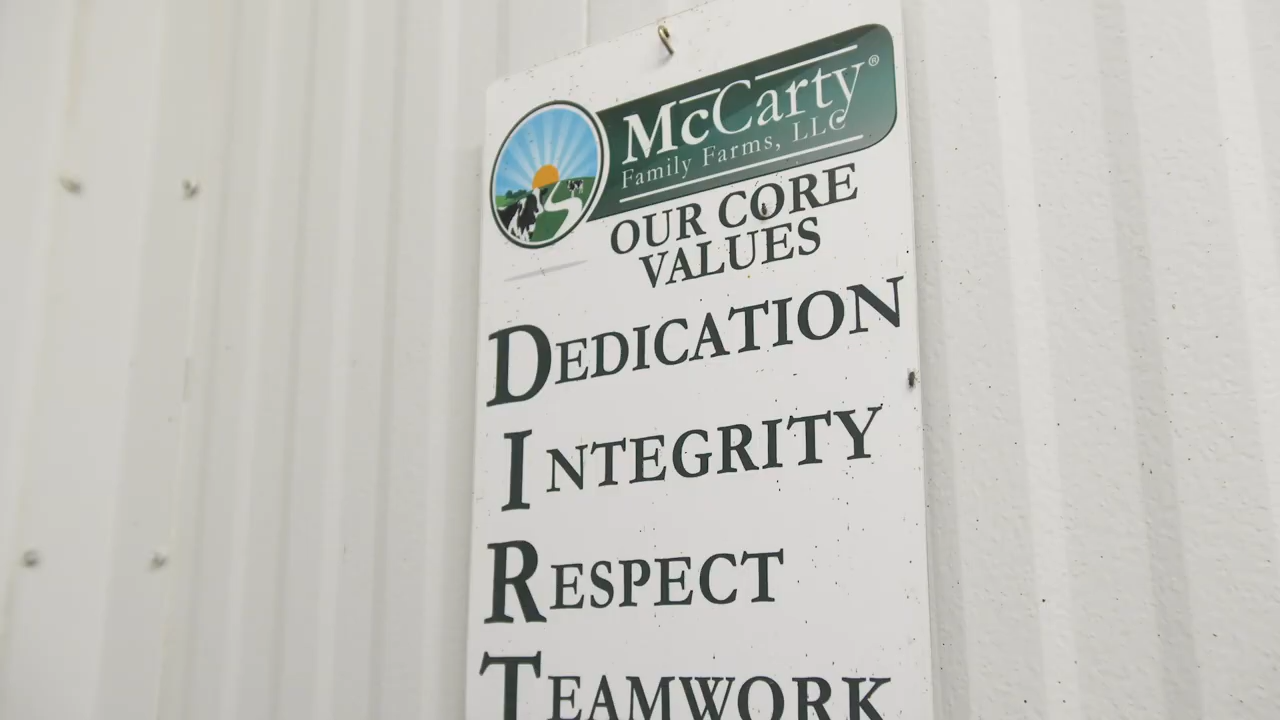 McCarty®
Family Farms, LLC
OUR CORE
VALUES
DEDICATION
INTEGRITY
RESPECT
TEAMWORK